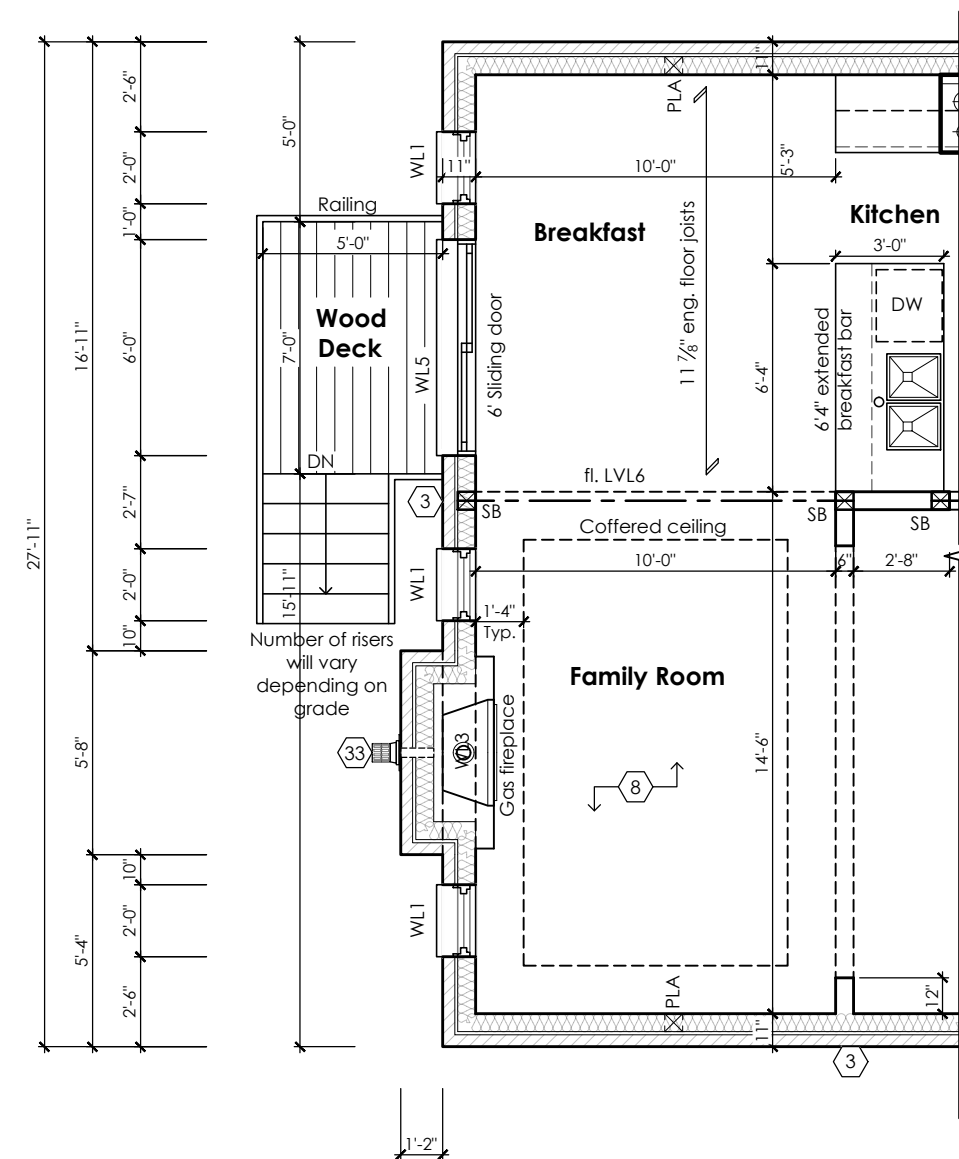 11"
2'-6"
PLA
5'-0"
5'-3"
WL1
11"
10'-0"
2'-0"
Railing
1'-0"
Kitchen
Breakfast
5'-0"
3'-0"
11 7/8" eng. floor joists
DW
Wood
Deck
16'-11"
6'-0"
7'-0"
WL5
6' Sliding door
6'-4"
6'4" extended
breakfast bar
DN
fl. LVL6
2'-7"
3
SB
SB
SB
Coffered ceiling
27'-11"
10'-0"
6"
2'-8"
2'-0"
WL1
15'-11"
1'-4"
Typ.
10"
Number of risers
will vary
depending on
grade
Family Room
5'-8"
33
Gas fireplace
14'-6"
8
10"
2'-0"
WL1
5'-4"
2'-6"
PLA
12"
11"
3
1'-2"